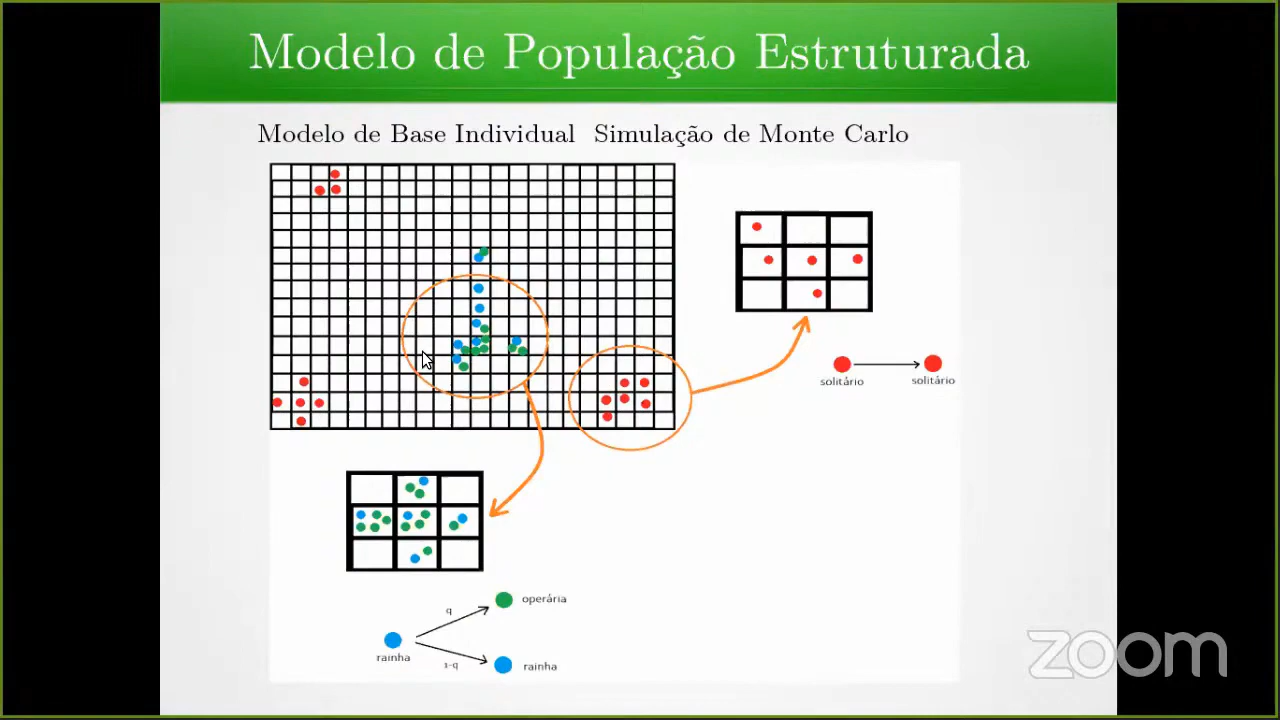 Modelo de População Estruturada
Modelo de Base Individual Simulação de Monte Carlo
solitário
solitário
q
operária
rainha
1-q
rainha
zoom